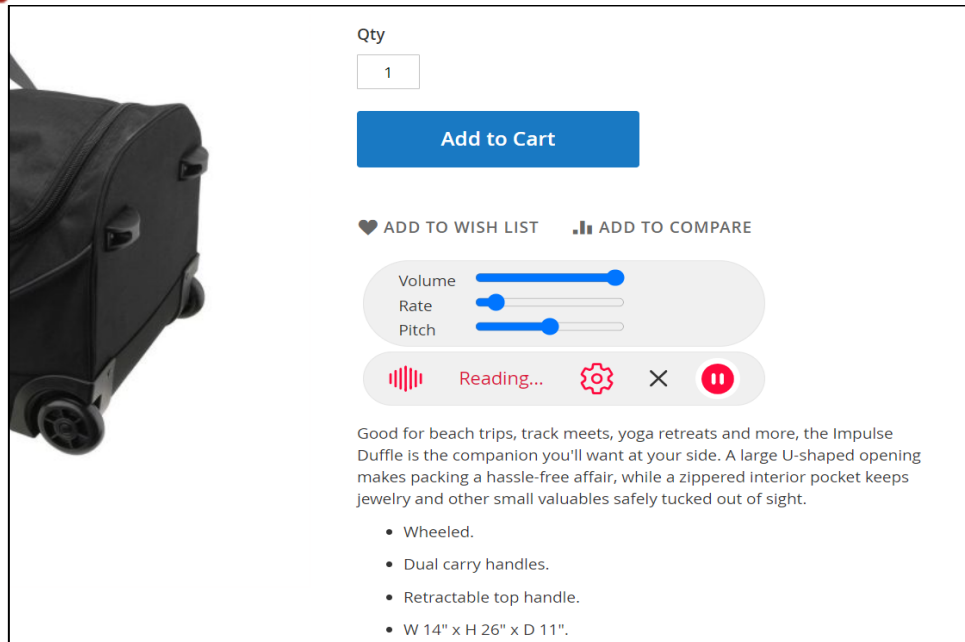 Qty
1
Add to Cart
ADD TO WISH LIST ADD TO COMPARE
Volume
Rate
Pitch
Reading...
Good for beach trips, track meets, yoga retreats and more, the Impulse
Duffle is the companion you'll want at your side. A large U-shaped opening
makes packing a hassle-free affair, while a zippered interior pocket keeps
jewelry and other small valuables safely tucked out of sight.
• Wheeled.
• Dual carry handles.
• Retractable top handle.
• W 14" x H 26" x D 11".